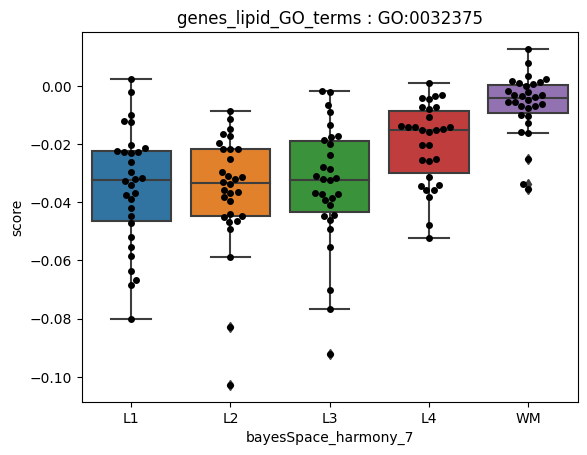 genes_lipid_GO_terms : GO:0032375
score
0.00
−0.02
−0.04
−0.06
−0.08
−0.10
L1 L2 L3 L4 WM
bayesSpace_harmony_7